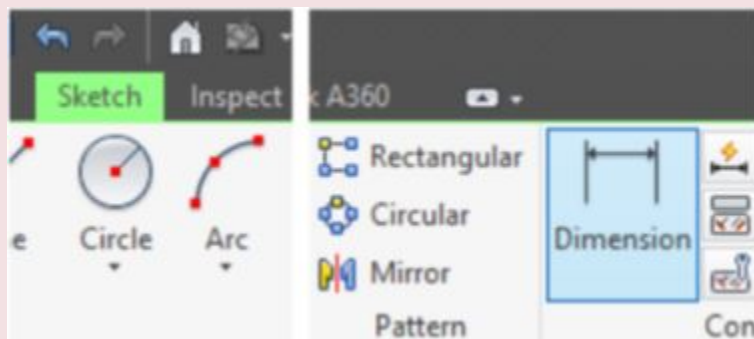 Sketch Inspect
k A360
Circle Arc
Rectangular
Circular
Mirror
Pattern
Dimension
Con